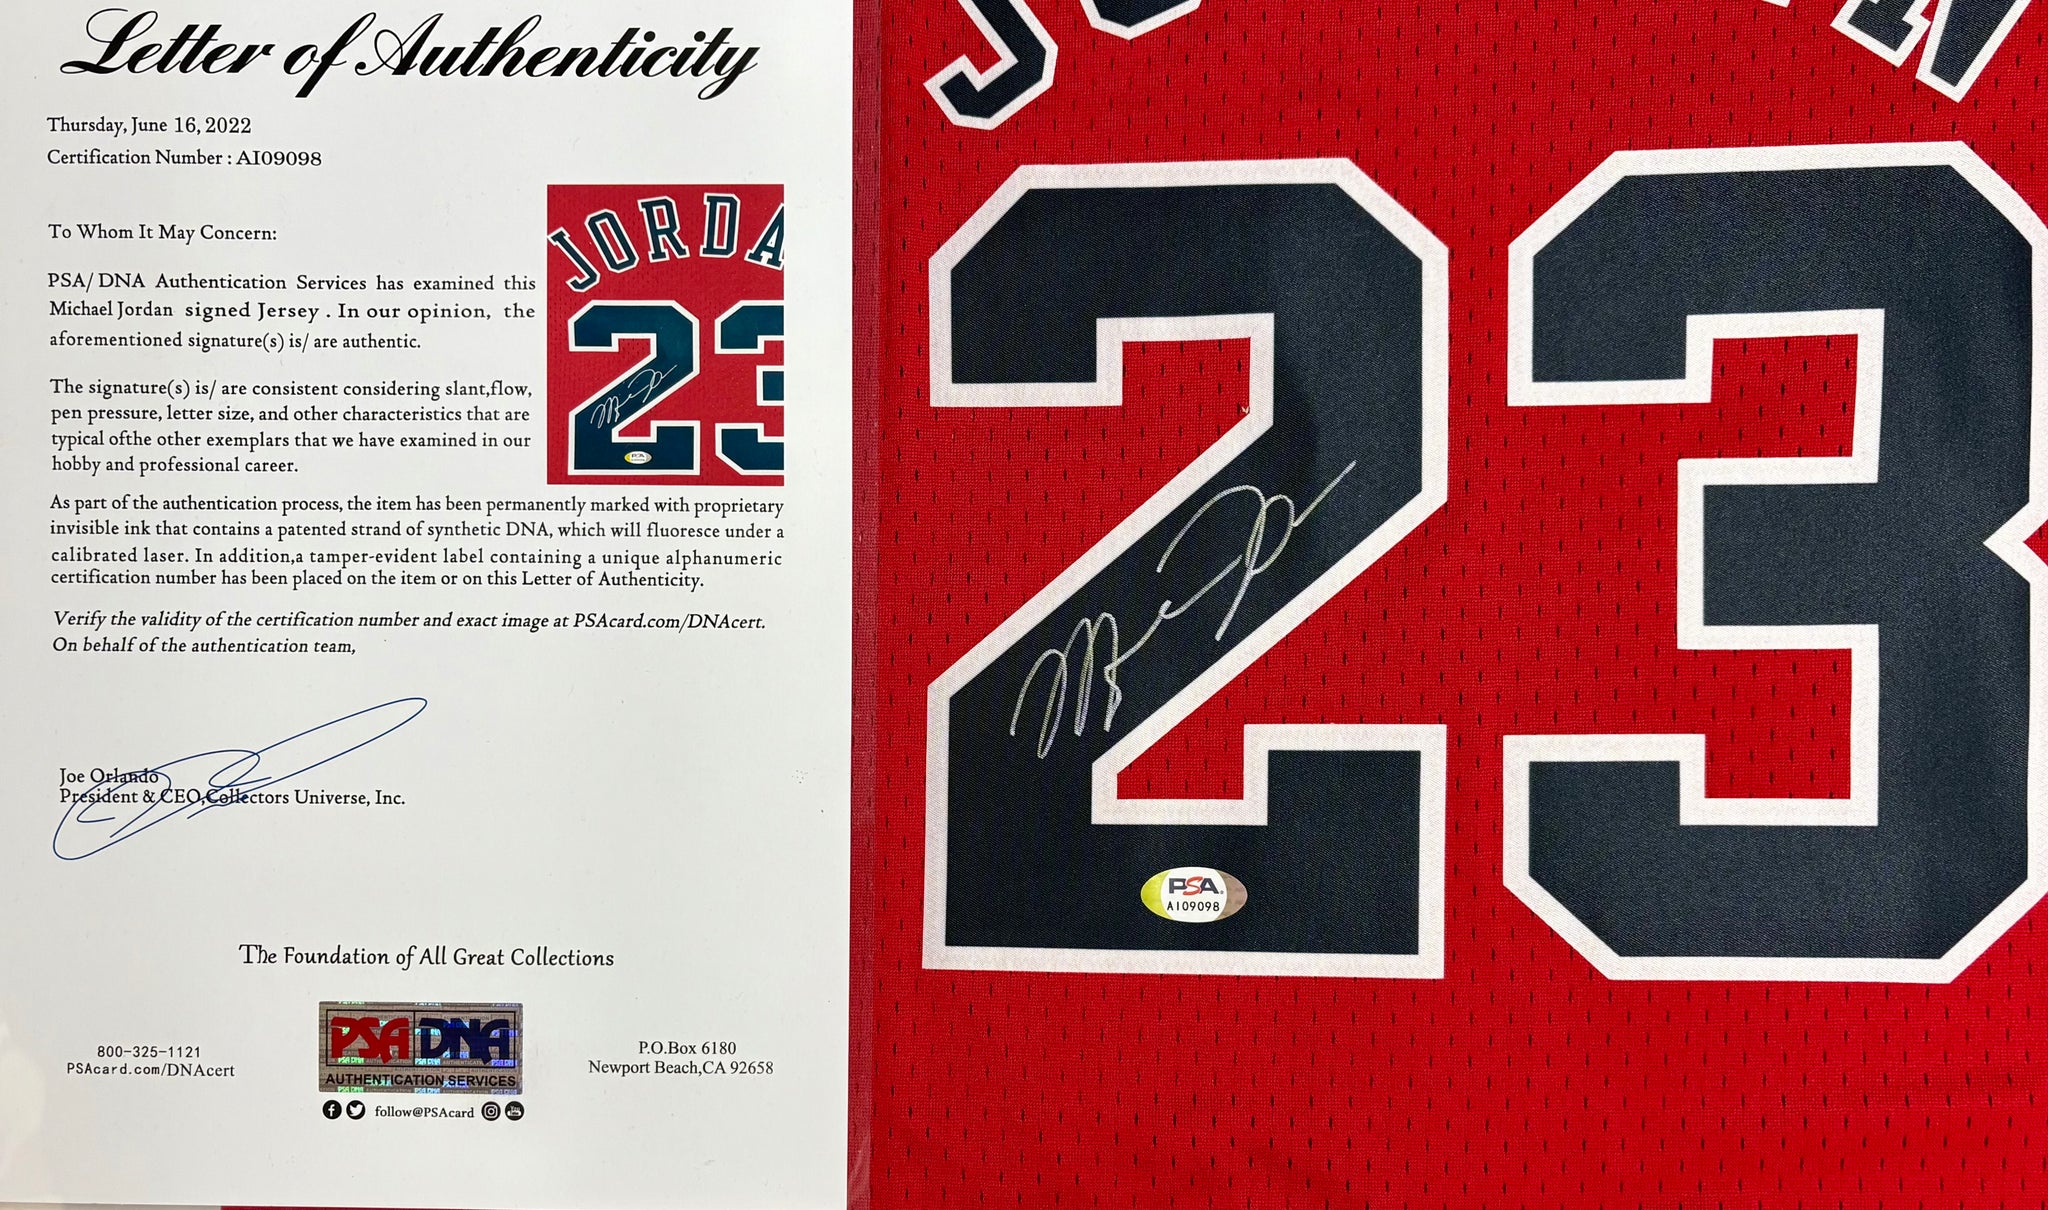 Letter of Authenticity
Thursday, June 16, 2022
Certification Number : AI09098
To Whom It May Concern:
PSA/ DNA Authentication Services has examined this
Michael Jordan signed Jersey . In our opinion, the
aforementioned signature(s) is/ are authentic.
The signature(s) is/ are consistent considering slant,flow,
pen pressure, letter size, and other characteristics that are
typical ofthe other exemplars that we have examined in our
hobby and professional career.
As part of the authentication process, the item has been permanently marked with proprietary
invisible ink that contains a patented strand of synthetic DNA, which will fluoresce under a
calibrated laser. In addition,a tamper-evident label containing a unique alphanumeric
certification number has been placed on the item or on this Letter of Authenticity.
Verify the validity of the certification number and exact image at PSAcard.com/DNAcert.
On behalf of the authentication team,
Joe Orlando
President & CEO,Collectors Universe, Inc.
The Foundation of All Great Collections
800-325-1121
PSAcard.com/DNAcert
PSA DNA
AUTHENTICATION SERVICES
follow@PSAcard
P.O.Box 6180
Newport Beach,CA 92658
JORDA
23
PSA
23
PSA
AI09098